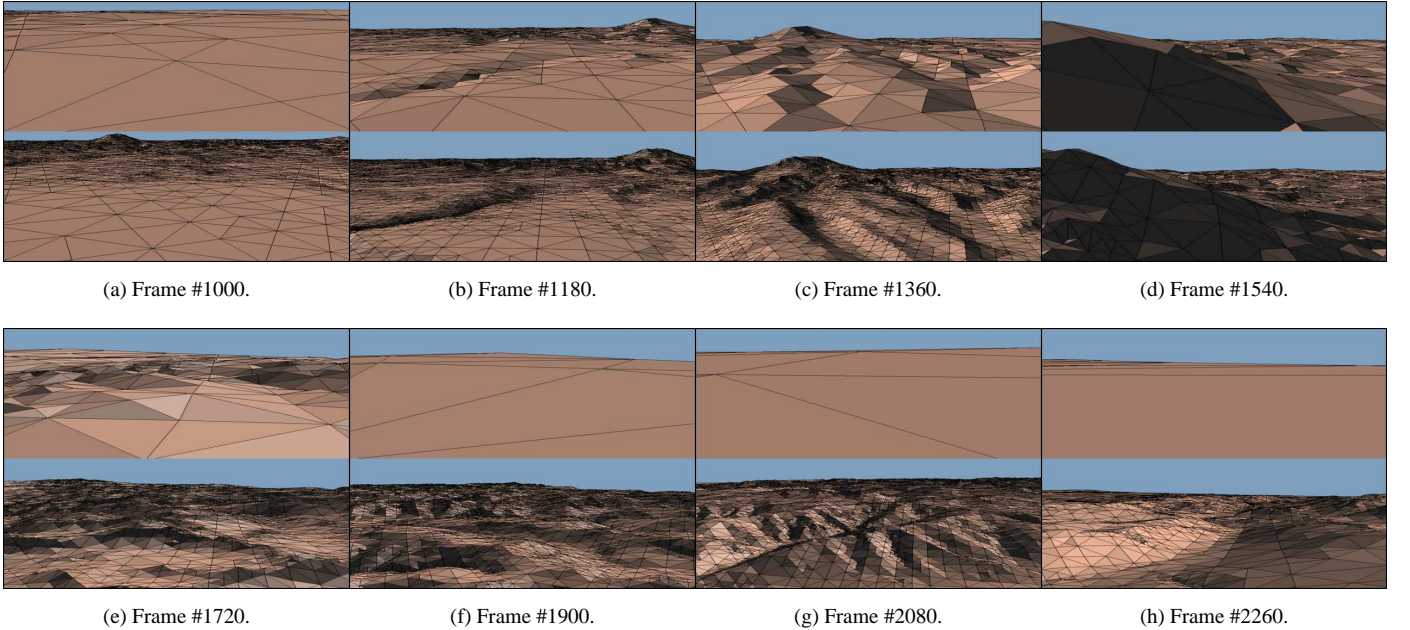 (a) Frame #1000.
(b) Frame #1180.
(c) Frame #1360.
(d) Frame #1540.
(e) Frame #1720.
(f) Frame #1900.
(g) Frame #2080.
(h) Frame #2260.